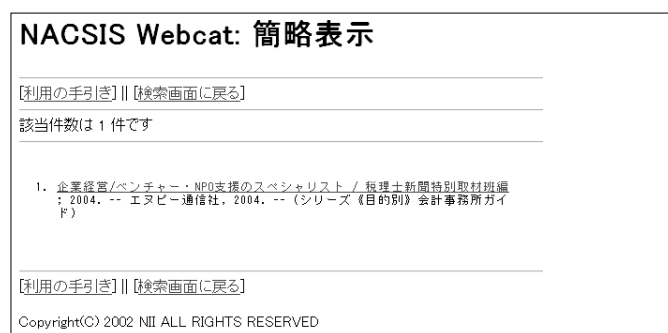 NACSIS Webcat: 簡略表示
[利用の手引き] || [検索画面に戻る]
該当件数は 1 件です
1. 企業経営/ベンチャー・NPO支援のスペシャリスト / 税理士新聞特別取材班編
; 2004. -- エヌピー通信社, 2004. -- (シリーズ《目的別》会計事務所ガイ
ド)
[利用の手引き] || [検索画面に戻る]
Copyright(C) 2002 NII ALL RIGHTS RESERVED